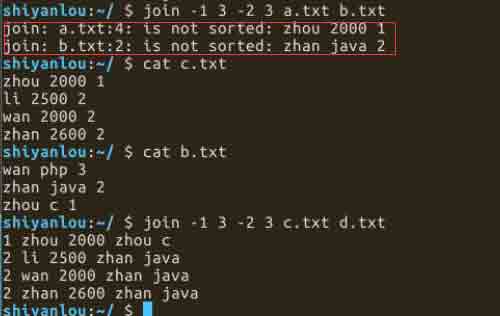 shiyanlou:~/ $ join -1 3 -2 3 a.txt b.txt
join: a.txt:4: is not sorted: zhou 2000 1
join: b.txt:2: is not sorted: zhan java 2
shiyanlou:~/ $ cat c.txt
zhou 2000 1
li 2500 2
wan 2000 2
zhan 2600 2
shiyanlou:~/ $ cat b.txt
wan php 3
zhan java 2
zhou c 1
shiyanlou:~/ $ join -1 3 -2 3 c.txt d.txt
1 zhou 2000 zhou c
2 li 2500 zhan java
2 wan 2000 zhan java
2 zhan 2600 zhan java
shiyanlou:~/ $